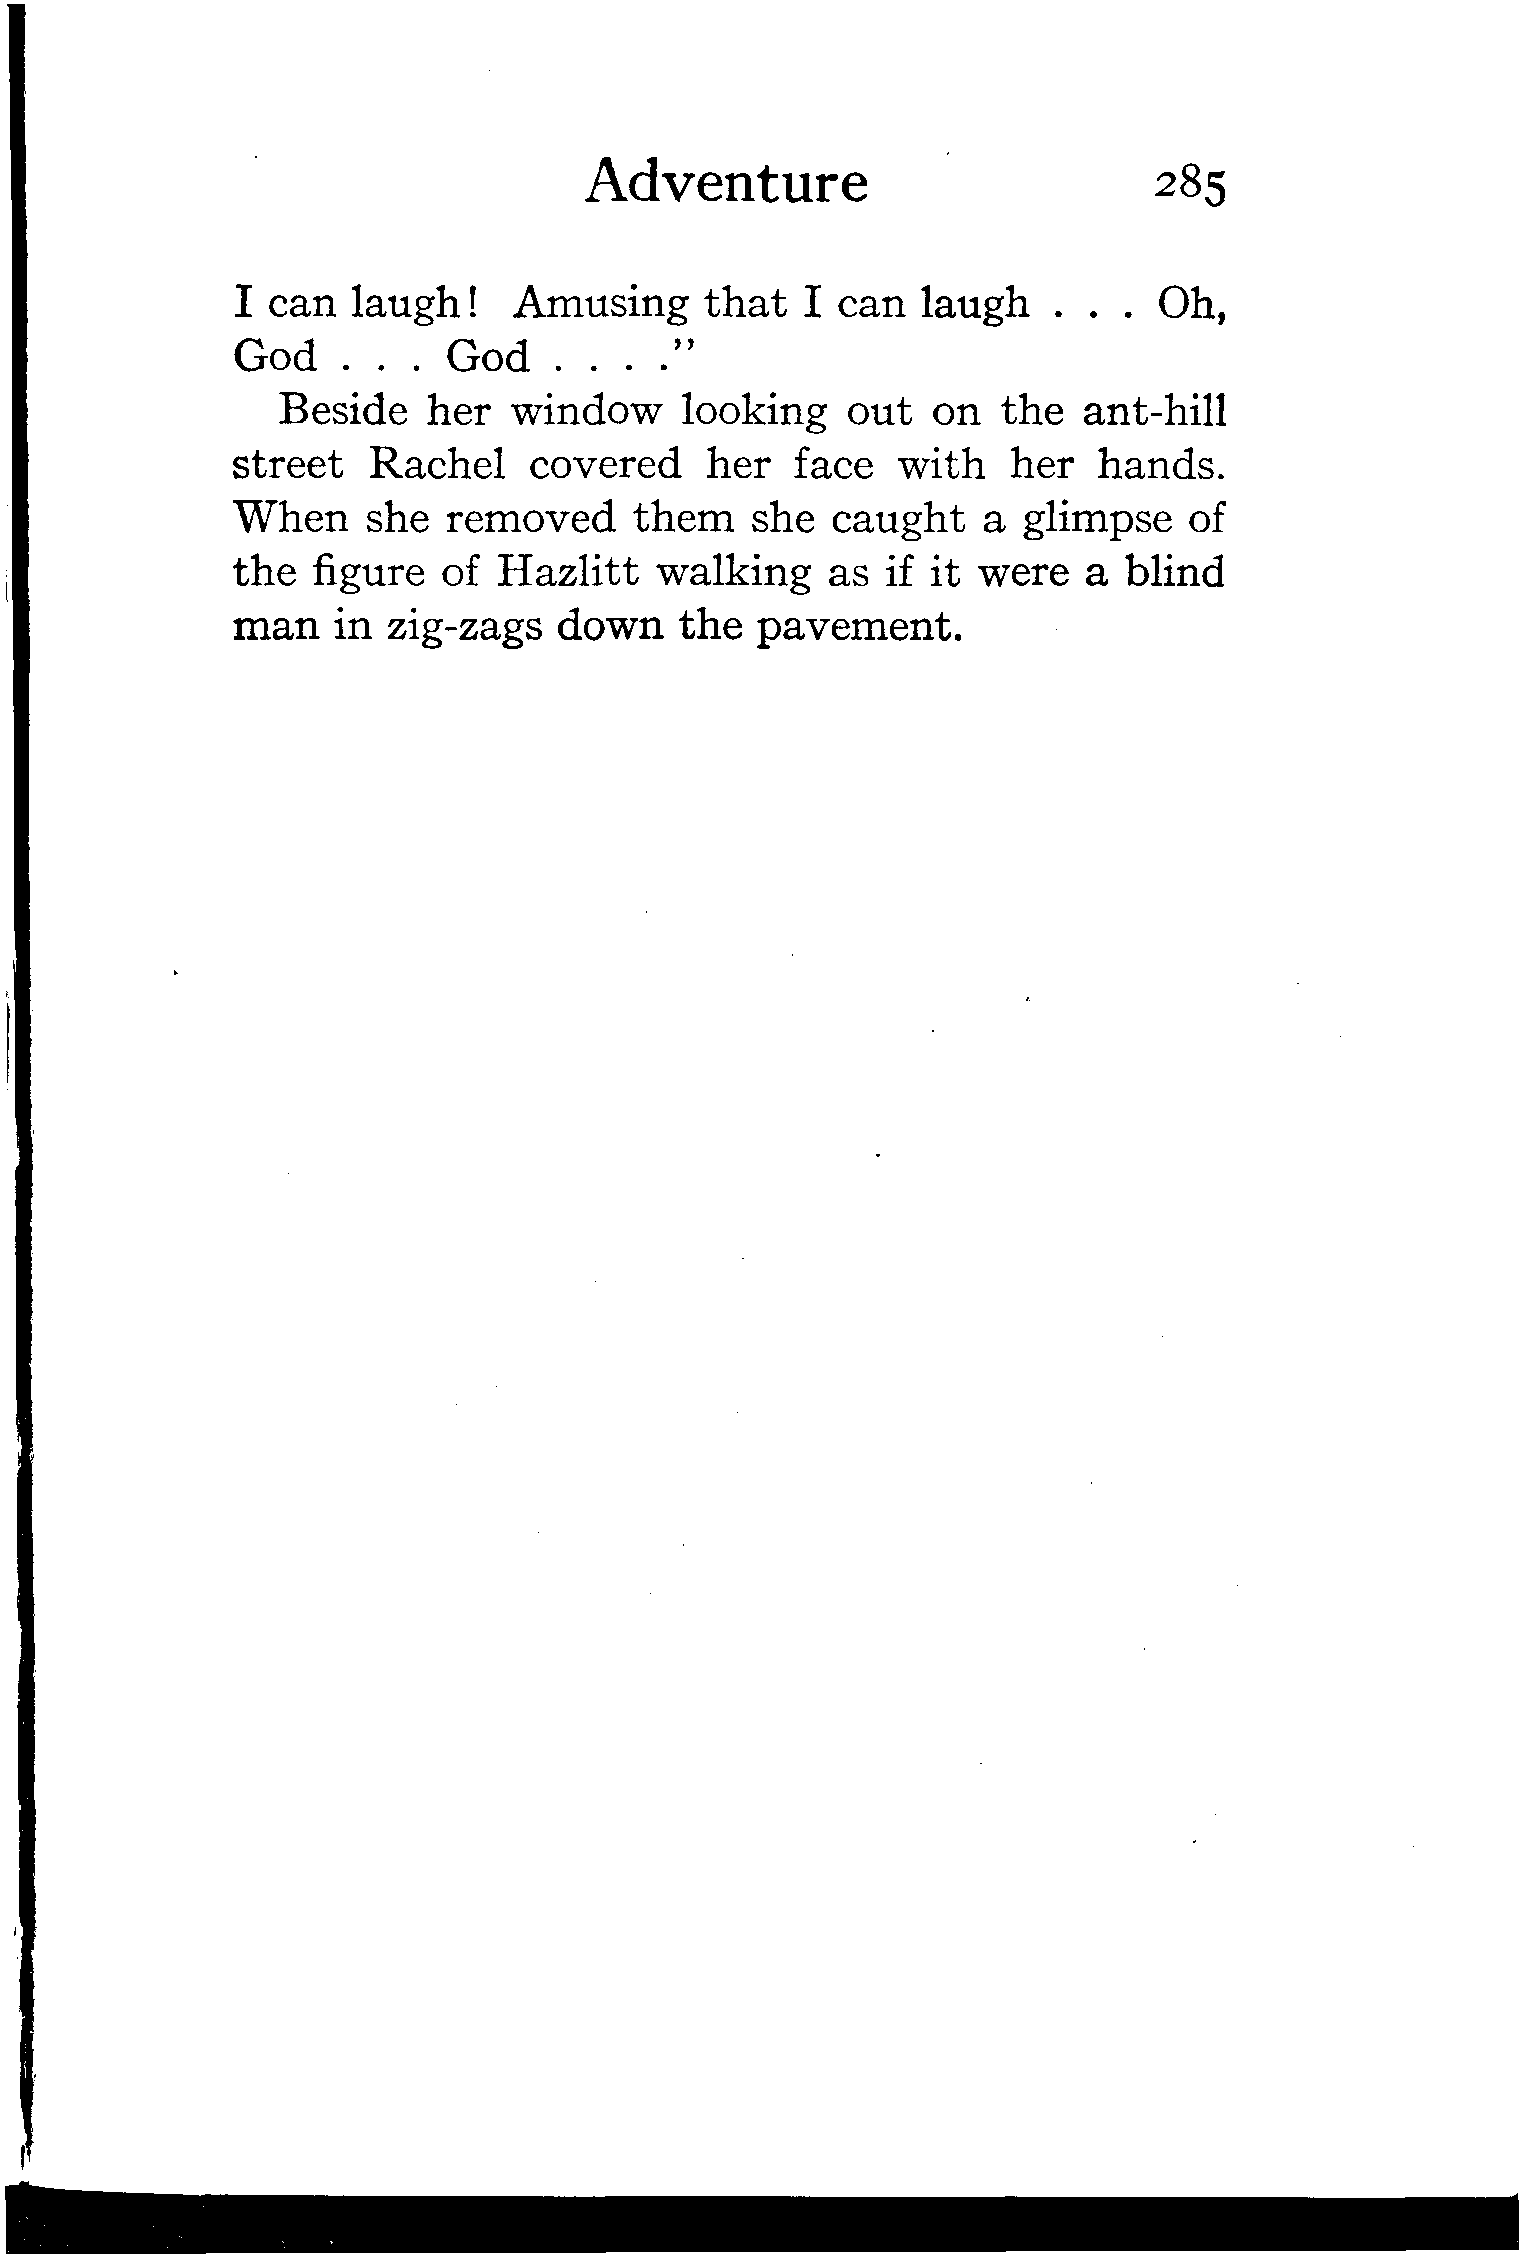 Adventure 285
I can laugh! Amusing that I can laugh . . . Oh,
God . . . God . . . ."
Beside her window looking out on the ant-hill
street Rachel covered her face with her hands.
When she removed them she caught a glimpse of
the figure of Hazlitt walking as if it were a blind
man in zig-zags down the pavement.